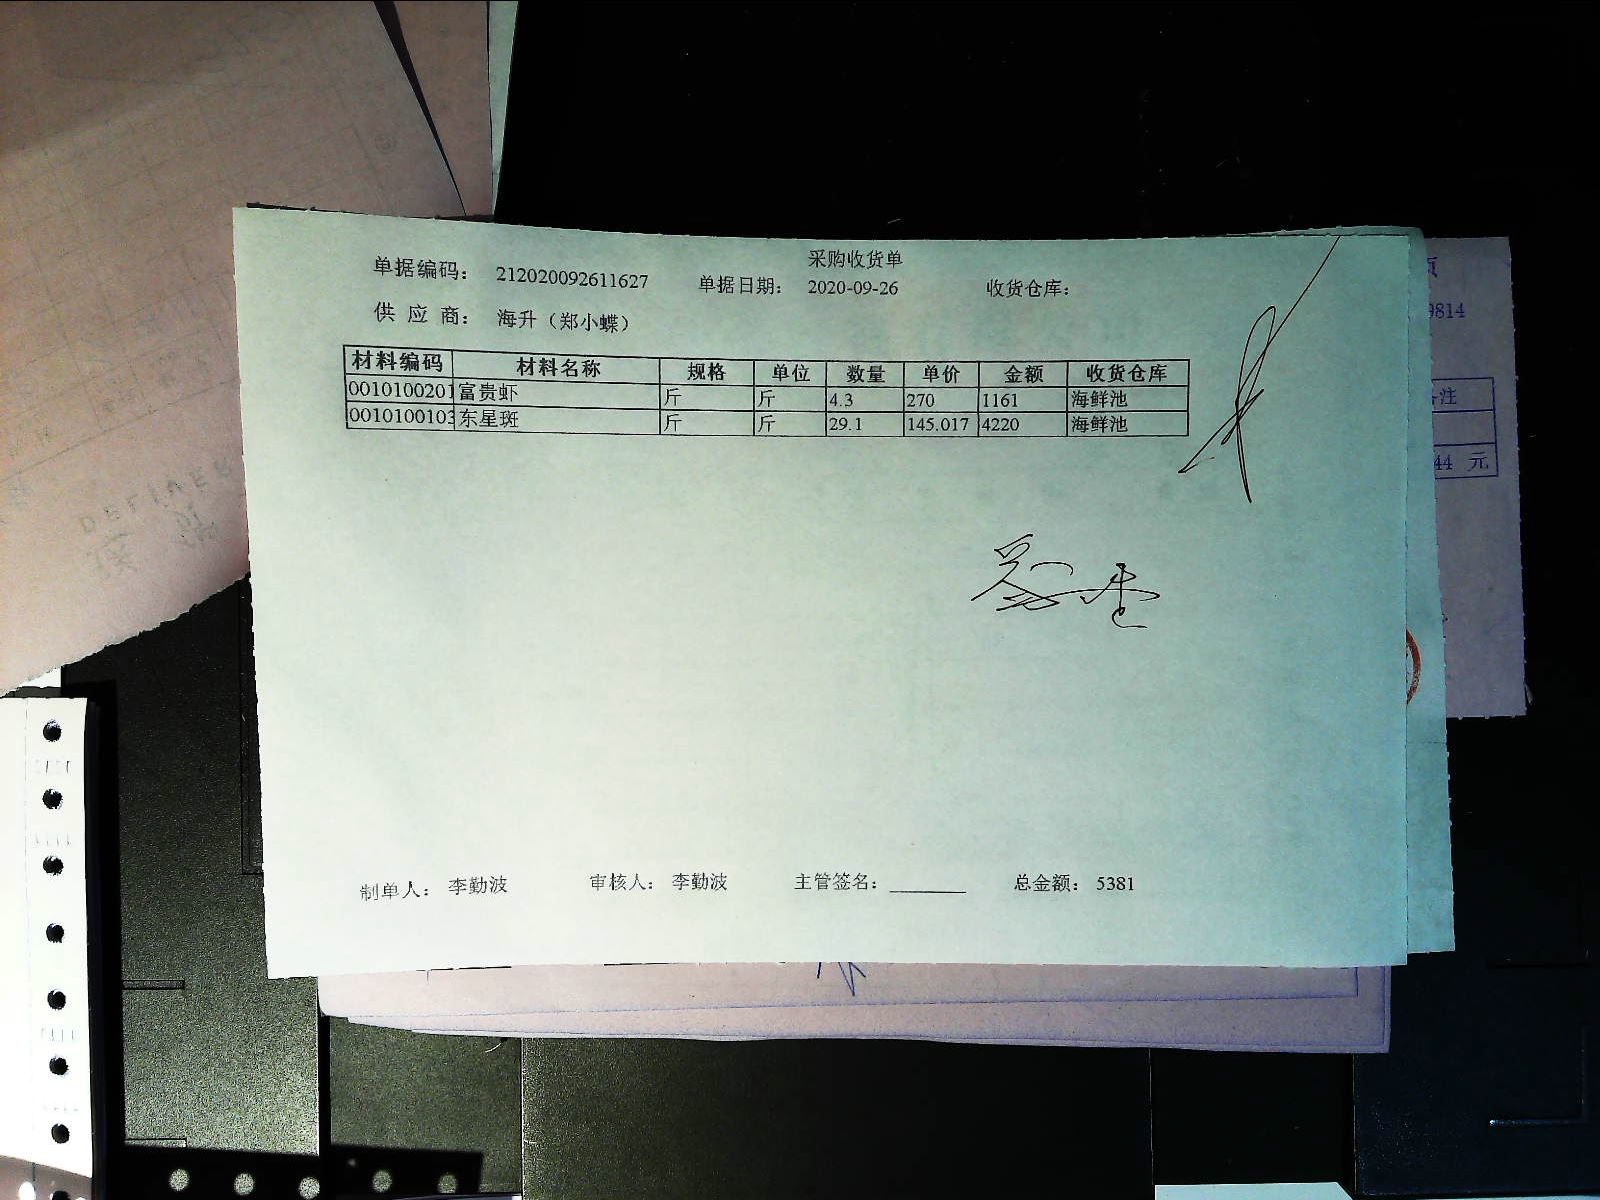 采购收货单
单据编码： 212020092611627 单据日期： 2020-09-26 收货仓库：
供 应 商： 海升（郑小蝶）
材料编码 材料名称 规格 单位 数量 单价 金额 收货仓库
0010100201 富贵虾 斤 斤 4.3 270 1161 海鲜池
0010100103 东星斑 斤 斤 29.1 145.017 4220 海鲜池
制单人： 李勤波 审核人： 李勤波 主管签名： 总金额： 5381
9814
注
44 元
DELIVER